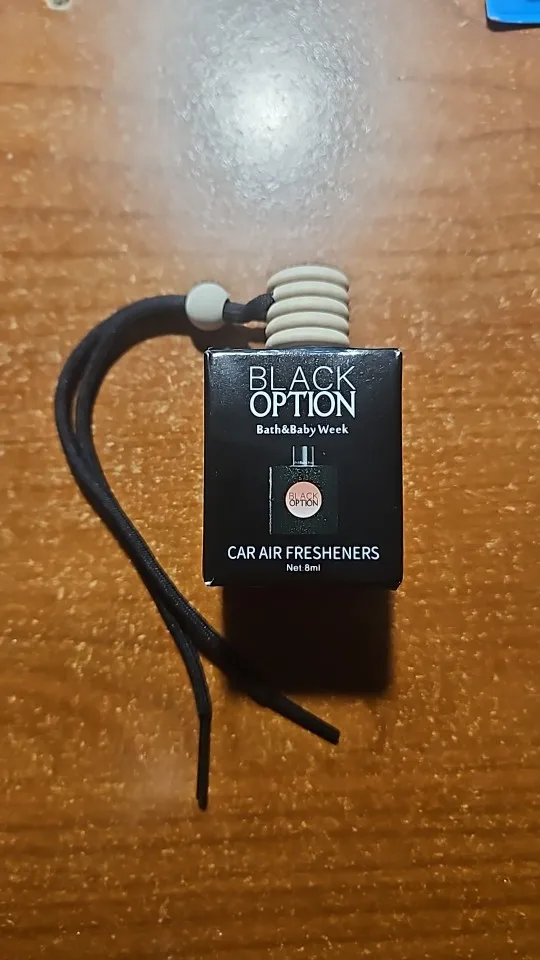 BLACK
OPTION
Bath&Baby Week
BLACK
OPTION
CAR AIR FRESHENERS
Net 8ml